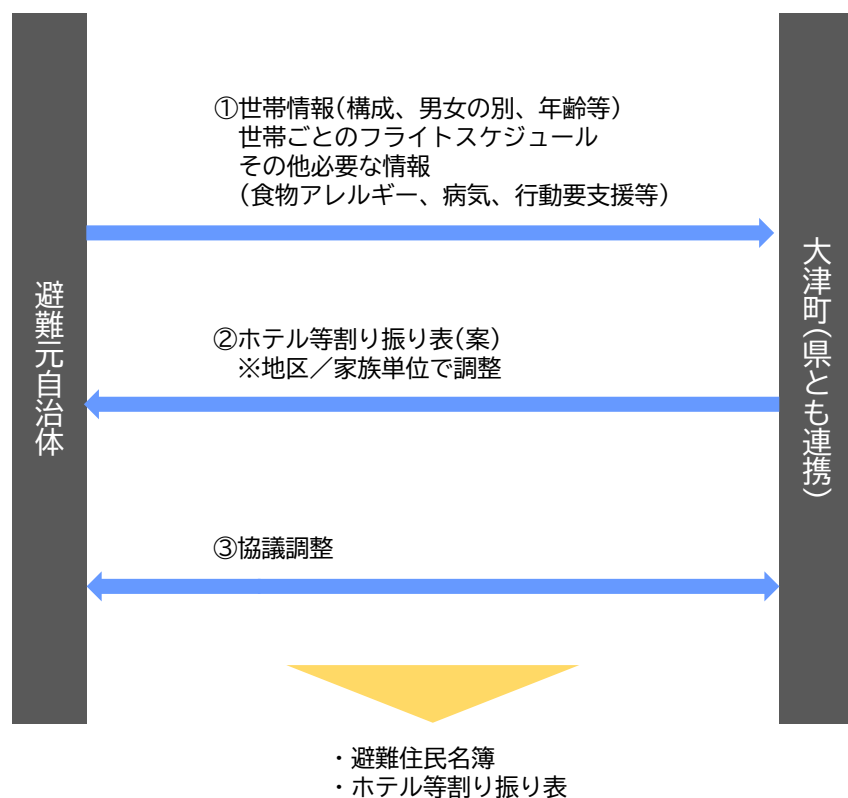 ①世帯情報(構成、男女の別、年齢等)
世帯ごとのフライトスケジュール
その他必要な情報
(食物アレルギー、病気、行動要支援等)
避難元自治体
大津町(県とも連携)
②ホテル等割り振り表(案)
※地区／家族単位で調整
③協議調整
・避難住民名簿
・ホテル等割り振り表